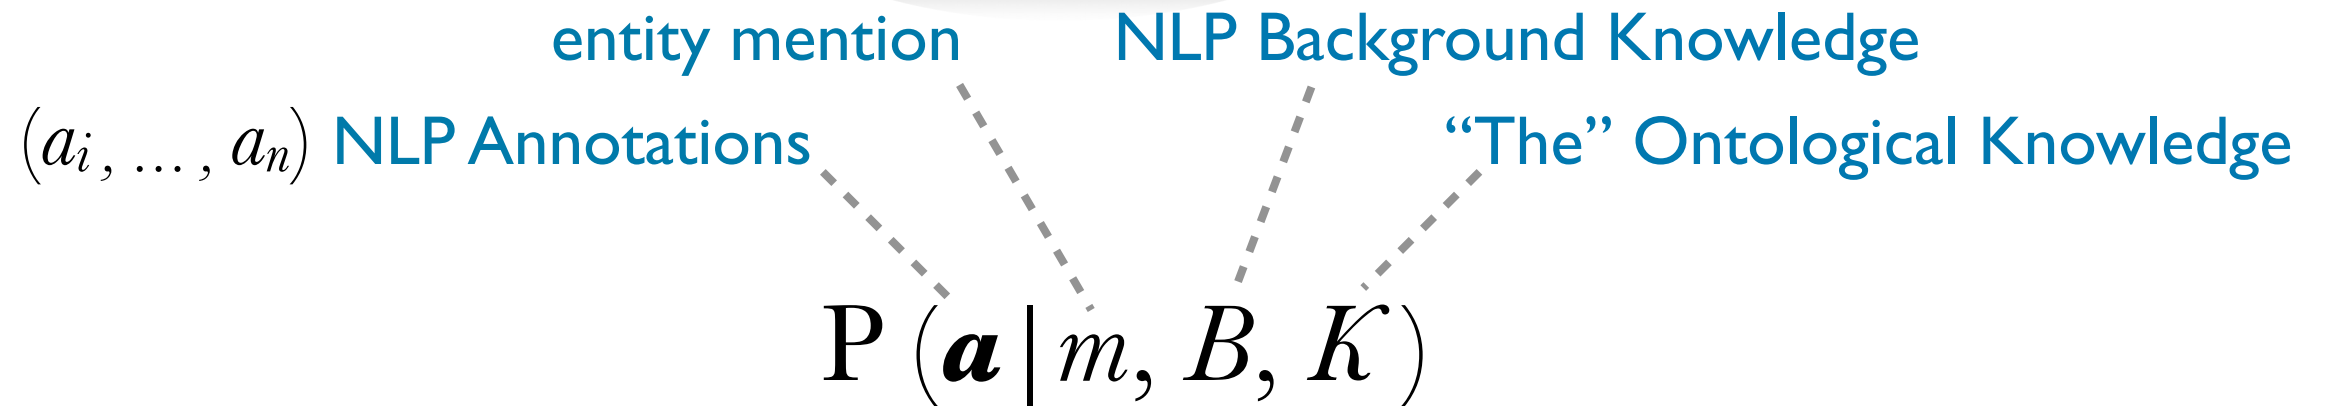 entity mention NLP Background Knowledge
(ai, ..., an) NLP Annotations “The” Ontological Knowledge
P (a | m, B, K)